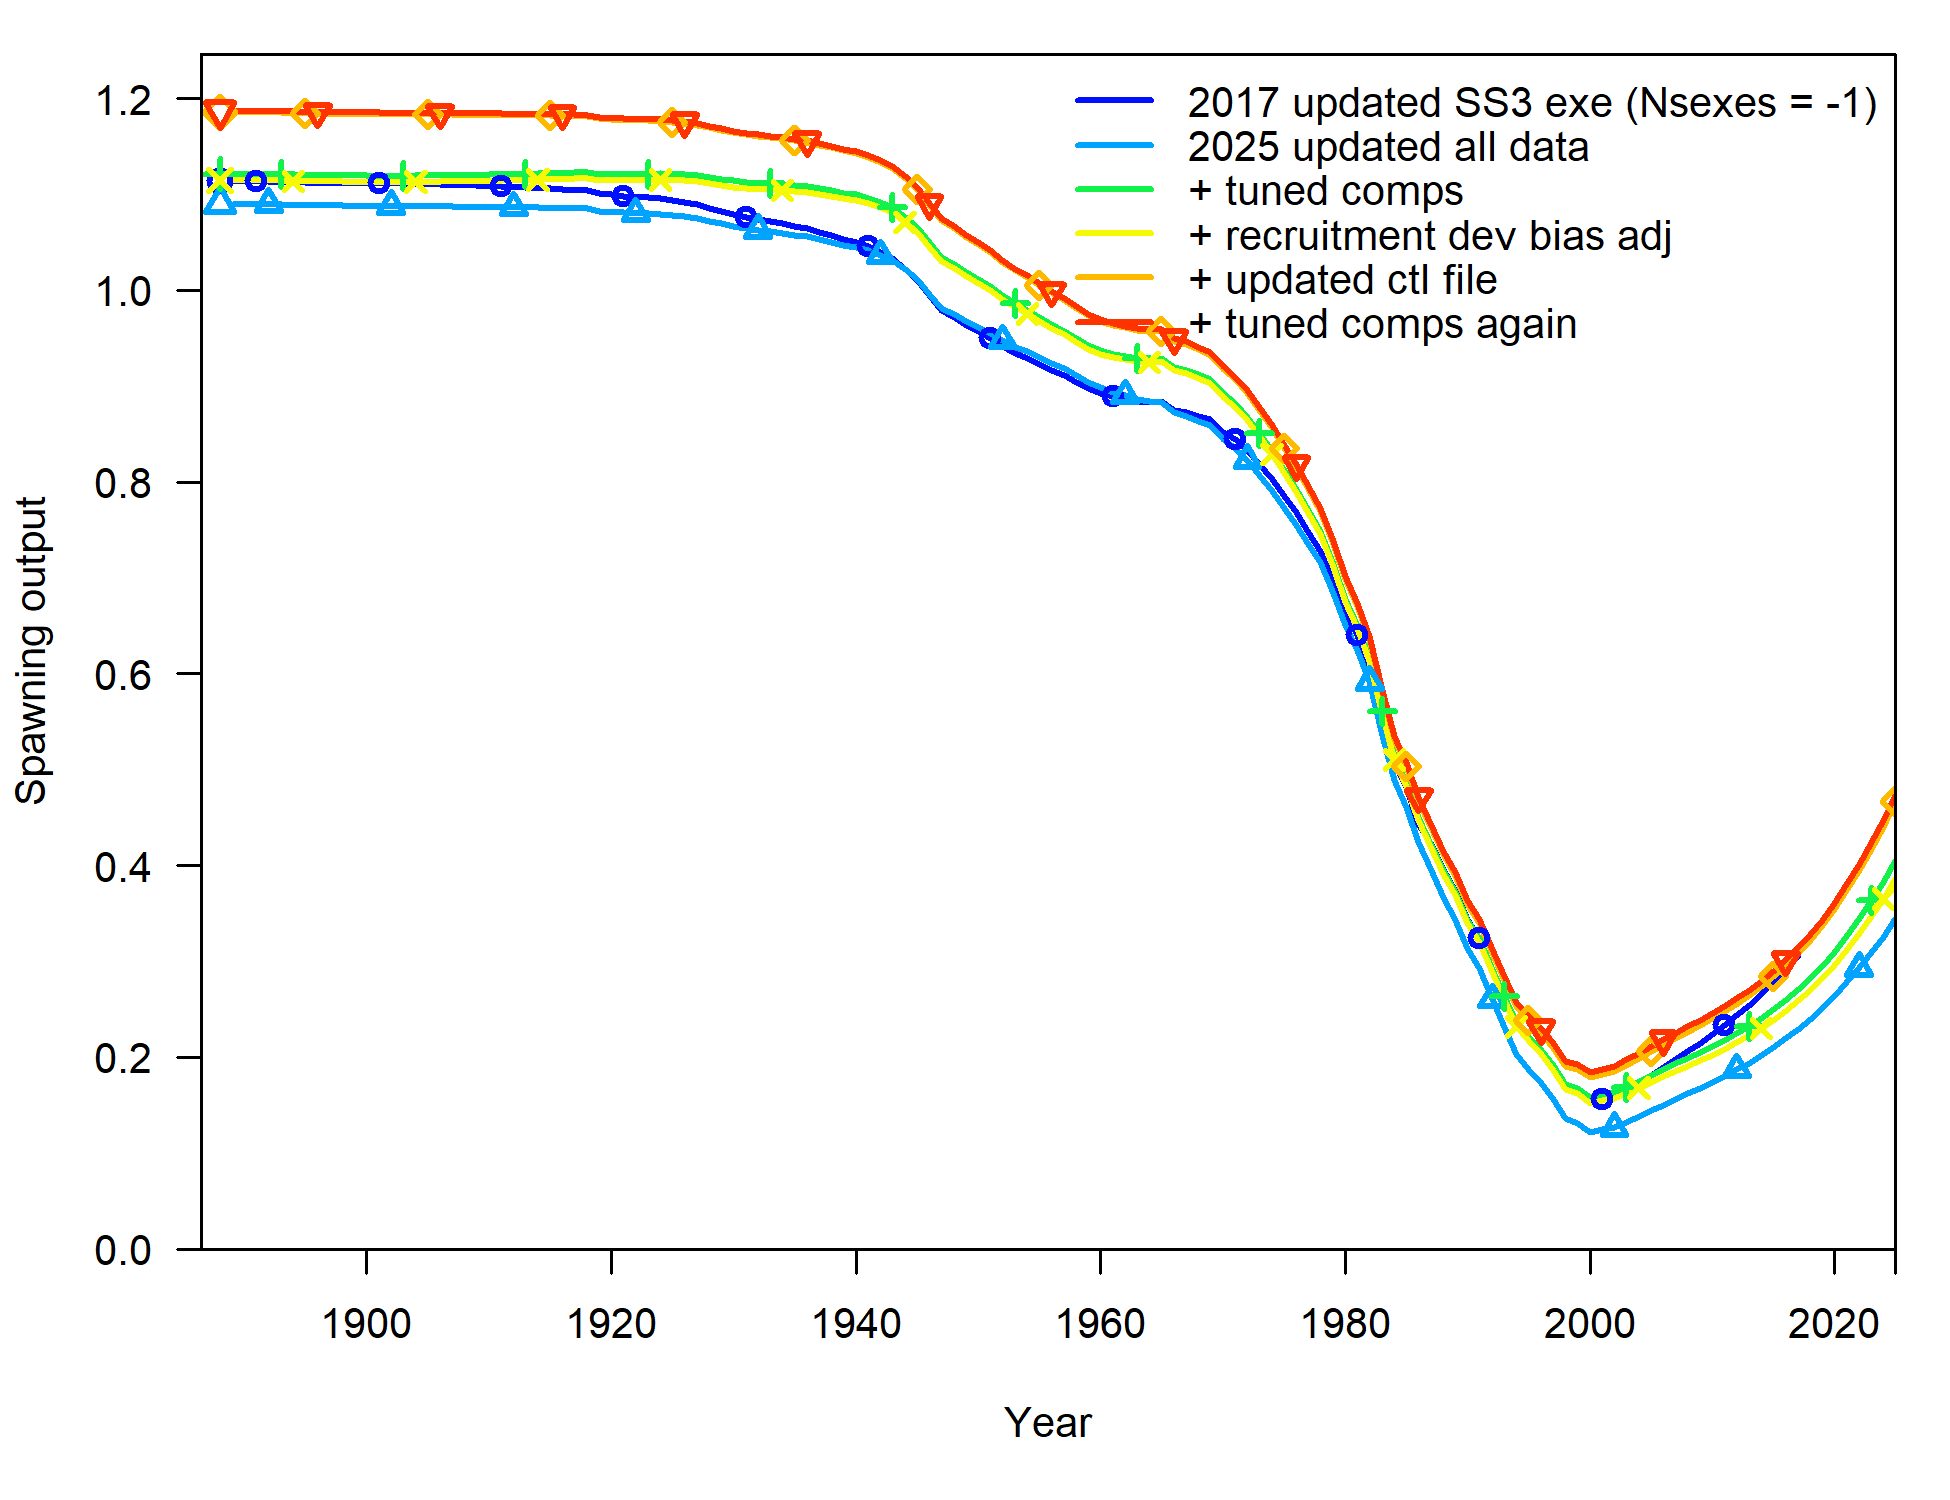 2017 updated SS3 exe (Nsexes = -1)
2025 updated all data
+ tuned comps
+ recruitment dev bias adj
+ updated ctl file
+ tuned comps again
1.2
1.0
0.8
0.6
0.4
0.2
0.0
Spawning output
1900 1920 1940 1960 1980 2000 2020
Year